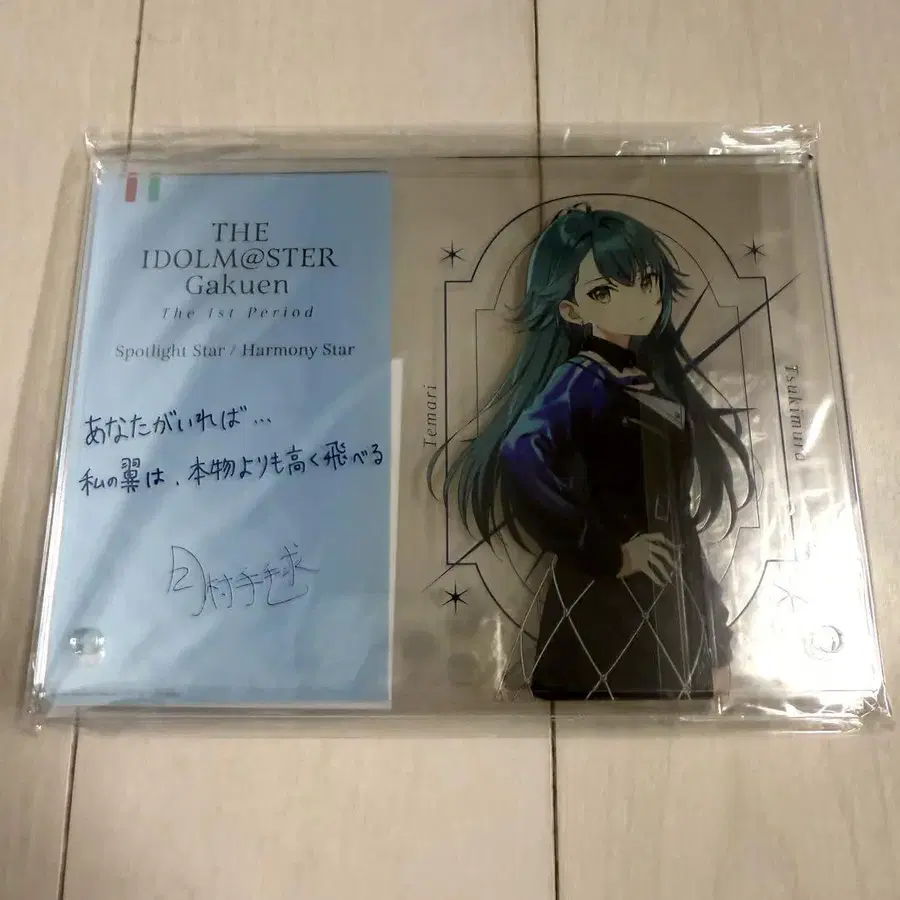 THE
IDOLM@STER
Gakuen
The 1st Period
Spotlight Star / Harmony Star
あなたがいれば…
私の翼は、本物よりも高く飛べる
月村手毬
Temari
Tsukimura